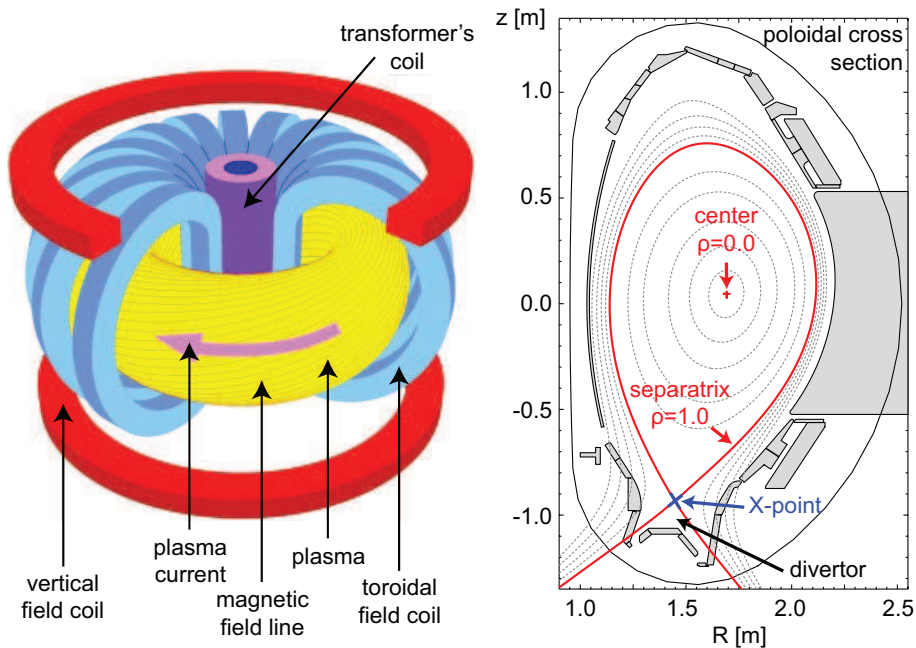 transformer's
coil
plasma
current
magnetic
field line
plasma
vertical
field coil
toroidal
field coil
z [m]
poloidal cross
section
1.0
0.5
0.0
-0.5
-1.0
center
ρ=0.0
separatrix
ρ=1.0
X-point
divertor
1.0 1.5 2.0 2.5
R [m]